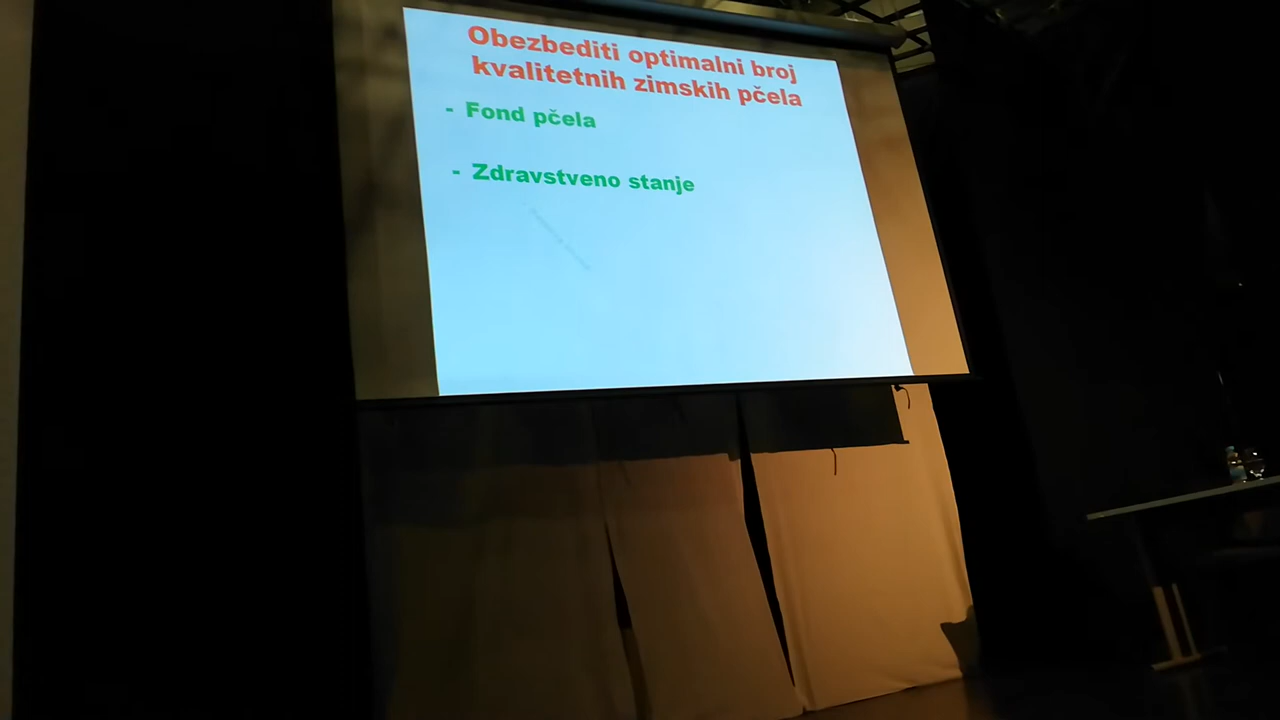 Obezbediti optimalni broj
kvalitetnih zimskih pčela
- Fond pčela
- Zdravstveno stanje